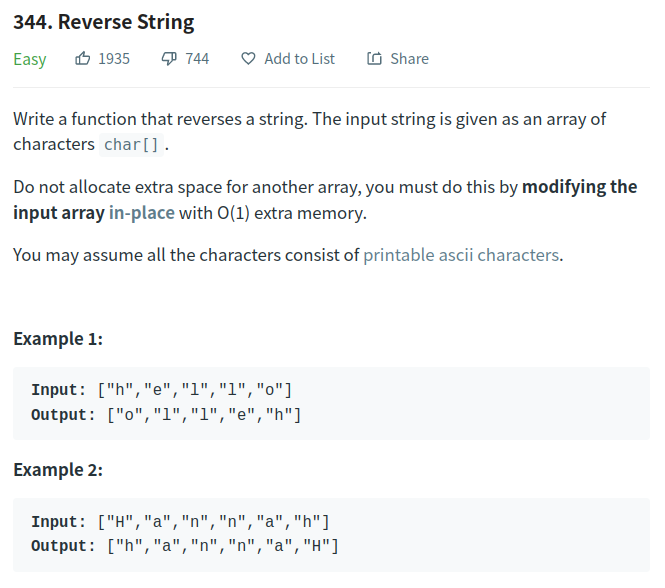 344. Reverse String
Easy 1935 744 Add to List Share
Write a function that reverses a string. The input string is given as an array of
characters char[] .
Do not allocate extra space for another array, you must do this by modifying the
input array in-place with O(1) extra memory.
You may assume all the characters consist of printable ascii characters.
Example 1:
Input: ["h","e","l","l","o"]
Output: ["o","l","l","e","h"]
Example 2:
Input: ["H","a","n","n","a","h"]
Output: ["h","a","n","n","a","H"]